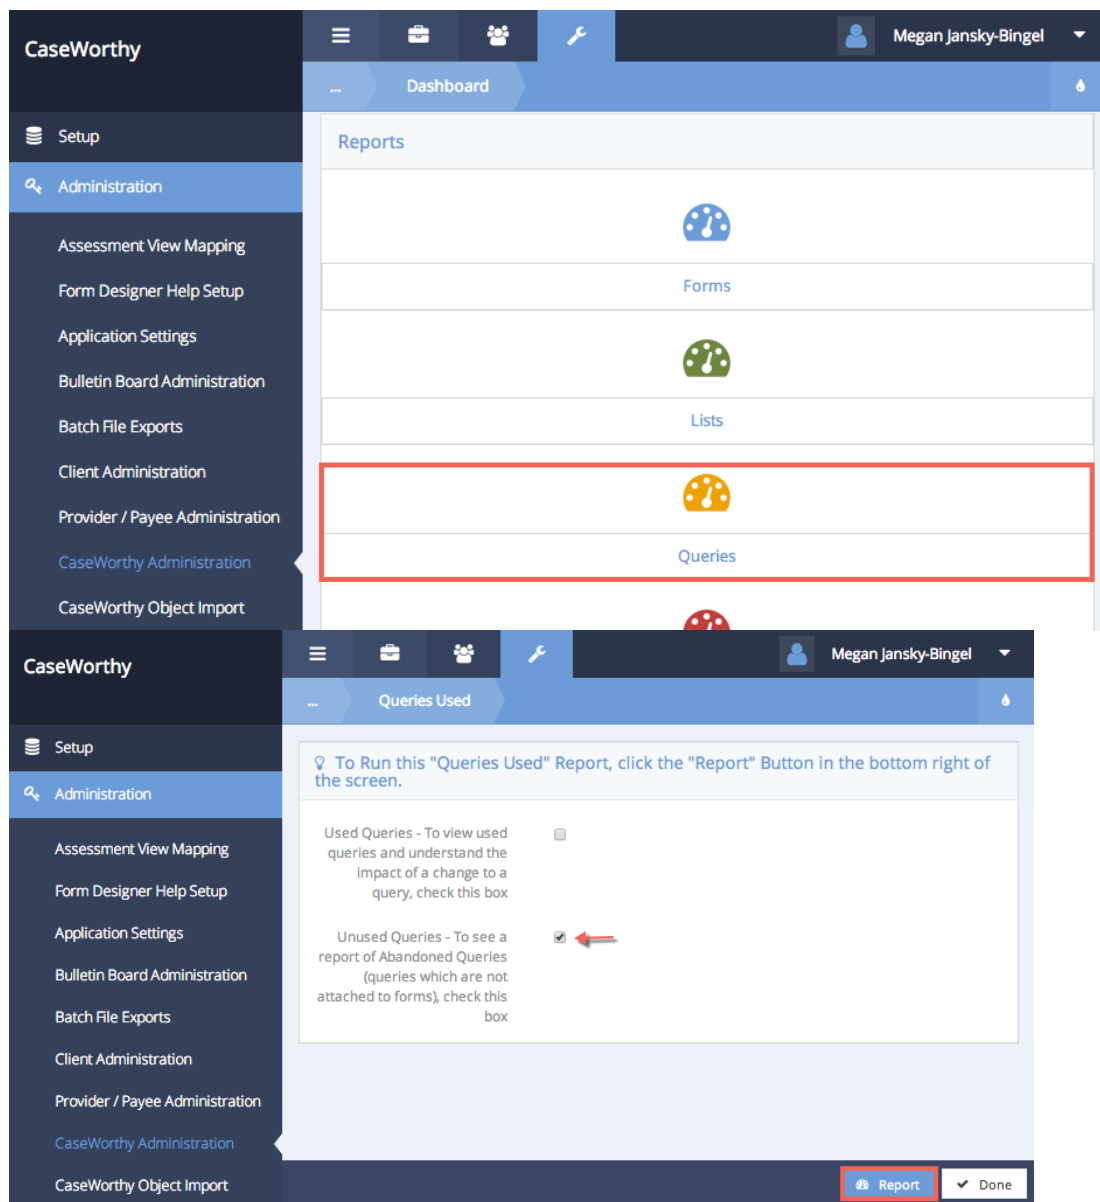 CaseWorthy
Megan Jansky-Bingel
... Dashboard
Setup
Administration
Assessment View Mapping
Form Designer Help Setup
Application Settings
Bulletin Board Administration
Batch File Exports
Client Administration
Provider / Payee Administration
CaseWorthy Administration
CaseWorthy Object Import
Reports
Forms
Lists
Queries
CaseWorthy
Megan Jansky-Bingel
... Queries Used
Setup
Administration
Assessment View Mapping
Form Designer Help Setup
Application Settings
Bulletin Board Administration
Batch File Exports
Client Administration
Provider / Payee Administration
CaseWorthy Administration
CaseWorthy Object Import
To Run this "Queries Used" Report, click the "Report" Button in the bottom right of
the screen.
Used Queries - To view used
queries and understand the
impact of a change to a
query, check this box
Unused Queries - To see a
report of Abandoned Queries
(queries which are not
attached to forms), check this
box
Report
Done